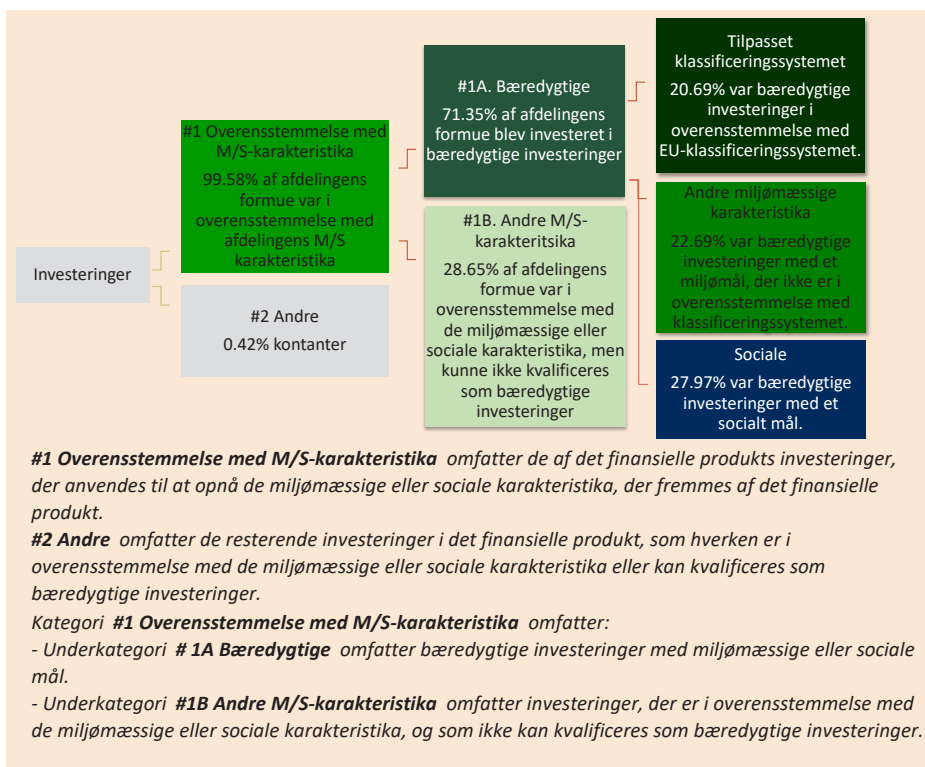 Investeringer
#1 Overensstemmelse med
M/S-karakteristika
99.58% af afdelingens
formue var i
overensstemmelse med
afdelingens M/S
karakteristika
#2 Andre
0.42% kontanter
#1A. Bæredygtige
71.35% af afdelingens
formue blev investeret i
bæredygtige investeringer
#1B. Andre M/S-
karakteritsika
28.65% af afdelingens
formue var i
overensstemmelse med
de miljømæssige eller
sociale karakteristika, men
kunne ikke kvalificeres
som bæredygtige
investeringer
Tilpasset
klassificeringssystemet
20.69% var bæredygtige
investeringer i
overensstemmelse med
EU-klassificeringssystemet.
Andre miljømæssige
karakteristika
22.69% var bæredygtige
investeringer med et
miljømål, der ikke er i
overensstemmelse med
klassificeringssystemet.
Sociale
27.97% var bæredygtige
investeringer med et
socialt mål.
#1 Overensstemmelse med M/S-karakteristika omfatter de af det finansielle produkts investeringer,
der anvendes til at opnå de miljømæssige eller sociale karakteristika, der fremmes af det finansielle
produkt.
#2 Andre omfatter de resterende investeringer i det finansielle produkt, som hverken er i
overensstemmelse med de miljømæssige eller sociale karakteristika eller kan kvalificeres som
bæredygtige investeringer.
Kategori #1 Overensstemmelse med M/S-karakteristika omfatter:
- Underkategori # 1A Bæredygtige omfatter bæredygtige investeringer med miljømæssige eller sociale
mål.
- Underkategori #1B Andre M/S-karakteristika omfatter investeringer, der er i overensstemmelse med
de miljømæssige eller sociale karakteristika, og som ikke kan kvalificeres som bæredygtige investeringer.